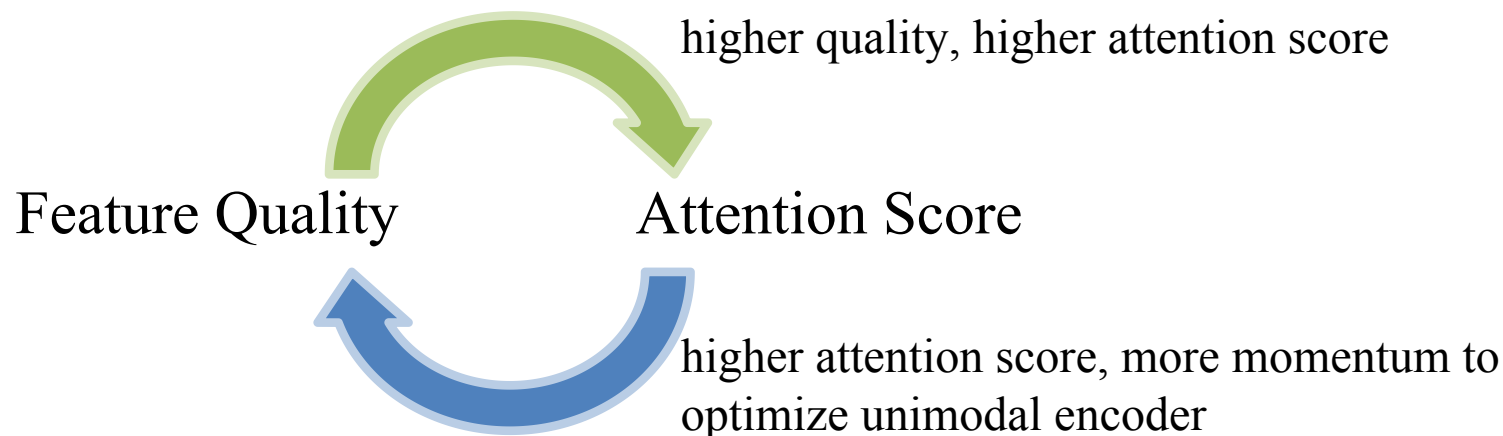 higher quality, higher attention score
Feature Quality
Attention Score
higher attention score, more momentum to
optimize unimodal encoder